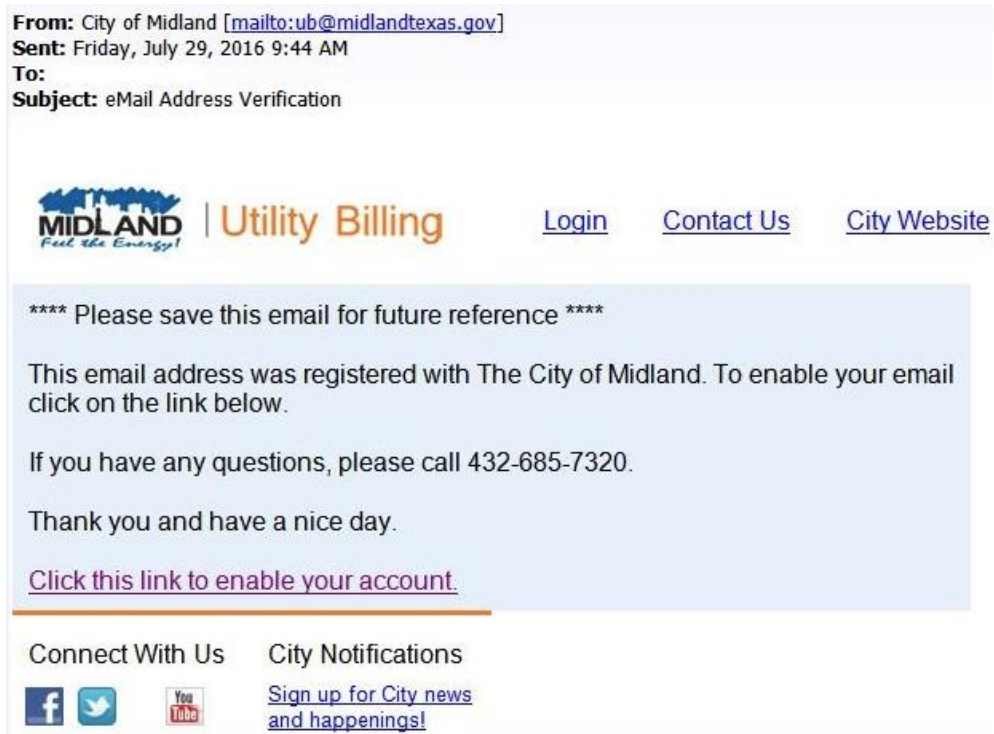 From: City of Midland [mailto:ub@midlandtexas.gov]
Sent: Friday, July 29, 2016 9:44 AM
To:
Subject: eMail Address Verification
MIDLAND
Feel the Energy!
| Utility Billing
Login
Contact Us
City Website
**** Please save this email for future reference ****
This email address was registered with The City of Midland. To enable your email
click on the link below.
If you have any questions, please call 432-685-7320.
Thank you and have a nice day.
Click this link to enable your account.
Connect With Us
City Notifications
f
You
Tube
Sign up for City news
and happenings!